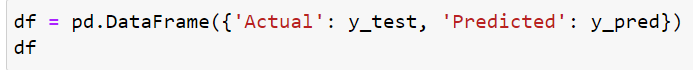 df = pd.DataFrame({'Actual': y_test, 'Predicted': y_pred})
df